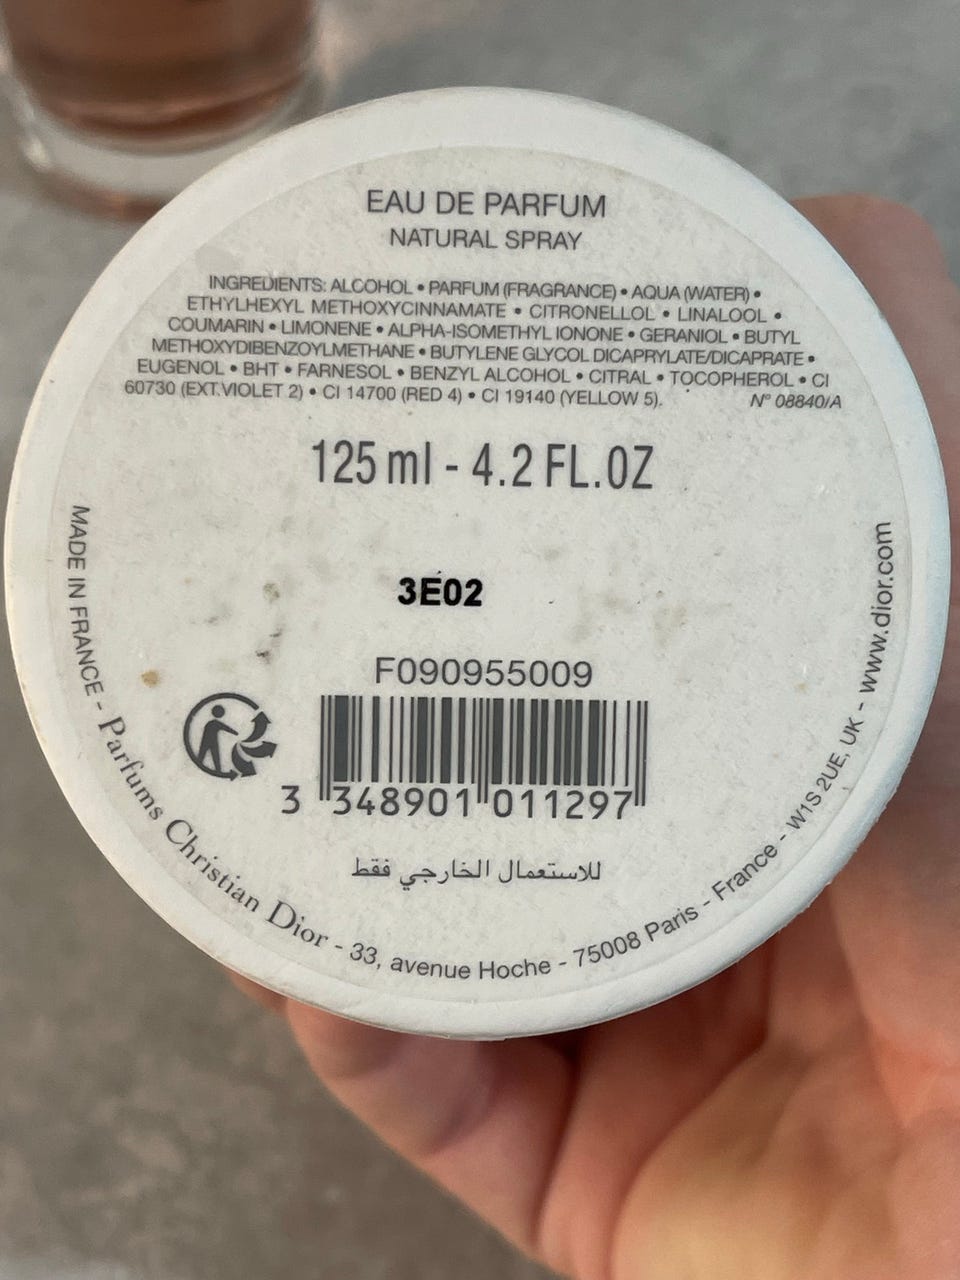 EAU DE PARFUM
NATURAL SPRAY
INGREDIENTS: ALCOHOL • PARFUM (FRAGRANCE) • AQUA (WATER) •
ETHYLHEXYL METHOXYCINNAMATE • CITRONELLOL • LINALOOL •
COUMARIN • LIMONENE • ALPHA-ISOMETHYL IONONE • GERANIOL • BUTYL
METHOXYDIBENZOYLMETHANE • BUTYLENE GLYCOL DICAPRYLATE/DICAPRATE •
EUGENOL • BHT • FARNESOL • BENZYL ALCOHOL • CITRAL • TOCOPHEROL • CI
60730 (EXT.VIOLET 2) • CI 14700 (RED 4) • CI 19140 (YELLOW 5). N° 08840/A
125 ml - 4.2 FL.OZ
3E02
F090955009
3 348901 011297
للاستعمال الخارجي فقط
MADE IN FRANCE - Parfums Christian Dior - 33, avenue Hoche - 75008 Paris - France - W1S 2UE, UK - www.dior.com